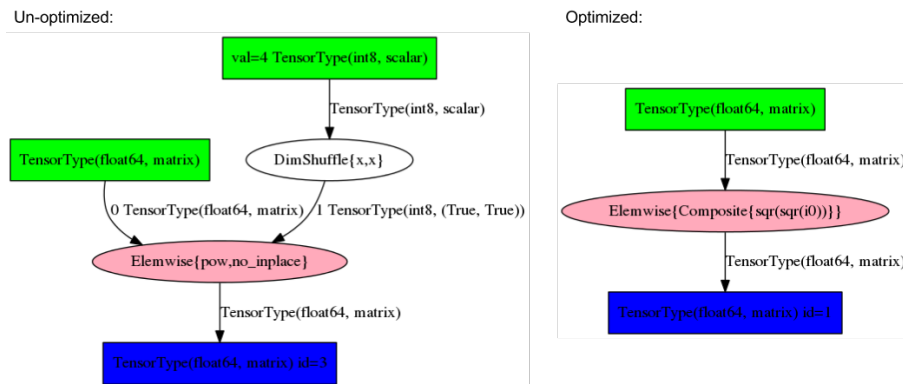 Un-optimized:
Optimized:
val=4 TensorType(int8, scalar)
TensorType(int8, scalar)
TensorType(float64, matrix)
DimShuffle{x,x}
0 TensorType(float64, matrix)
1 TensorType(int8, (True, True))
Elemwise{pow,no_inplace}
TensorType(float64, matrix)
TensorType(float64, matrix) id=3
TensorType(float64, matrix)
TensorType(float64, matrix)
Elemwise{Composite{sqr(sqr(i0))}}
TensorType(float64, matrix)
TensorType(float64, matrix) id=1